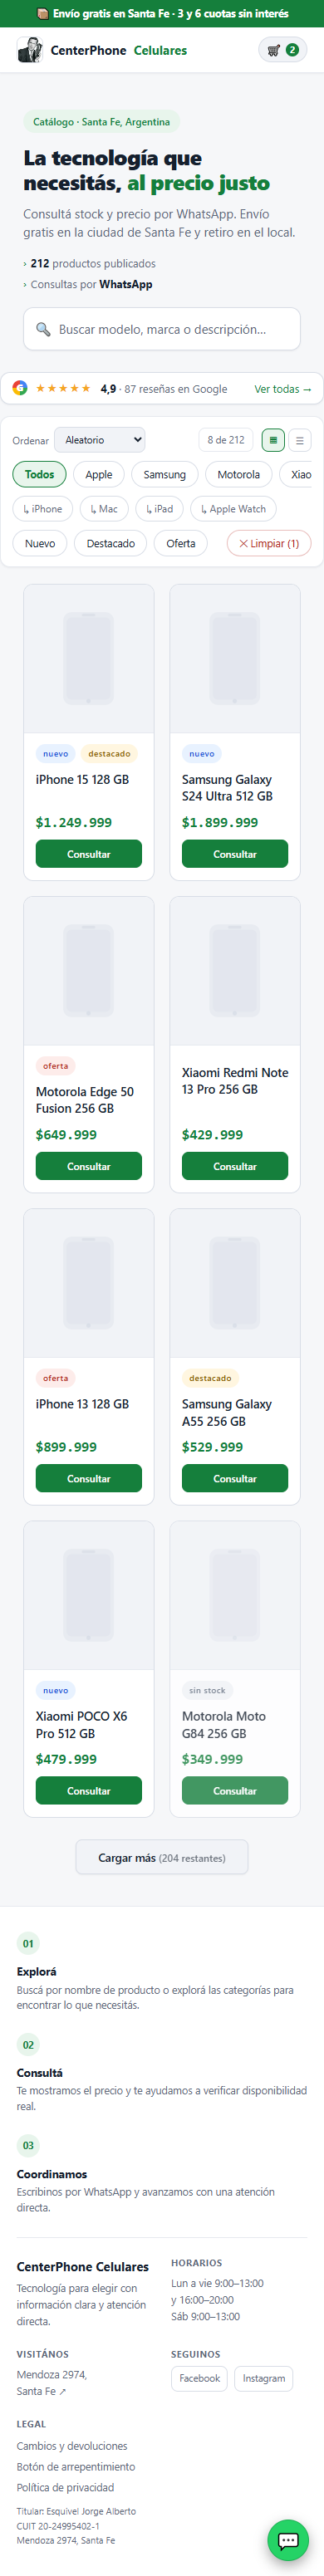 Envío gratis en Santa Fe · 3 y 6 cuotas sin interés
CenterPhone Celulares
2
Catálogo · Santa Fe, Argentina
La tecnología que
necesitás, al precio justo
Consultá stock y precio por WhatsApp. Envío
gratis en la ciudad de Santa Fe y retiro en el local.
› 212 productos publicados
› Consultas por WhatsApp
Buscar modelo, marca o descripción...
★★★★★ 4,9 · 87 reseñas en Google Ver todas →
Ordenar Aleatorio 8 de 212
Todos Apple Samsung Motorola Xiao
↳ iPhone ↳ Mac ↳ iPad ↳ Apple Watch
Nuevo Destacado Oferta ✕ Limpiar (1)
nuevo destacado
iPhone 15 128 GB
$1.249.999
Consultar
nuevo
Samsung Galaxy
S24 Ultra 512 GB
$1.899.999
Consultar
oferta
Motorola Edge 50
Fusion 256 GB
$649.999
Consultar
Xiaomi Redmi Note
13 Pro 256 GB
$429.999
Consultar
oferta
iPhone 13 128 GB
$899.999
Consultar
destacado
Samsung Galaxy
A55 256 GB
$529.999
Consultar
nuevo
Xiaomi POCO X6
Pro 512 GB
$479.999
Consultar
sin stock
Motorola Moto
G84 256 GB
$349.999
Consultar
Cargar más (204 restantes)
01
Explorá
Buscá por nombre de producto o explorá las categorías para
encontrar lo que necesitás.
02
Consultá
Te mostramos el precio y te ayudamos a verificar disponibilidad
real.
03
Coordinamos
Escribinos por WhatsApp y avanzamos con una atención
directa.
CenterPhone Celulares
Tecnología para elegir con
información clara y atención
directa.
HORARIOS
Lun a vie 9:00–13:00
y 16:00–20:00
Sáb 9:00–13:00
VISITÁNOS
Mendoza 2974,
Santa Fe ↗
SEGUINOS
Facebook Instagram
LEGAL
Cambios y devoluciones
Botón de arrepentimiento
Política de privacidad
Titular: Esquivel Jorge Alberto
CUIT 20-24995402-1
Mendoza 2974, Santa Fe